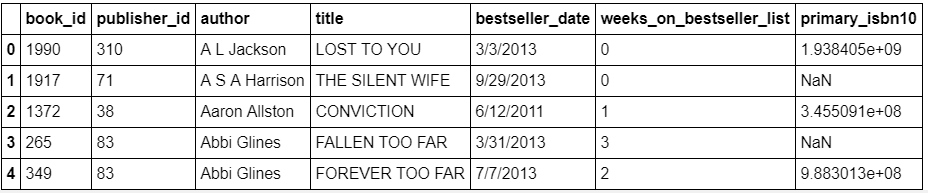 book_id publisher_id author title bestseller_date weeks_on_bestseller_list primary_isbn10
0 1990 310 A L Jackson LOST TO YOU 3/3/2013 0 1.938405e+09
1 1917 71 A S A Harrison THE SILENT WIFE 9/29/2013 0 NaN
2 1372 38 Aaron Allston CONVICTION 6/12/2011 1 3.455091e+08
3 265 83 Abbi Glines FALLEN TOO FAR 3/31/2013 3 NaN
4 349 83 Abbi Glines FOREVER TOO FAR 7/7/2013 2 9.883013e+08